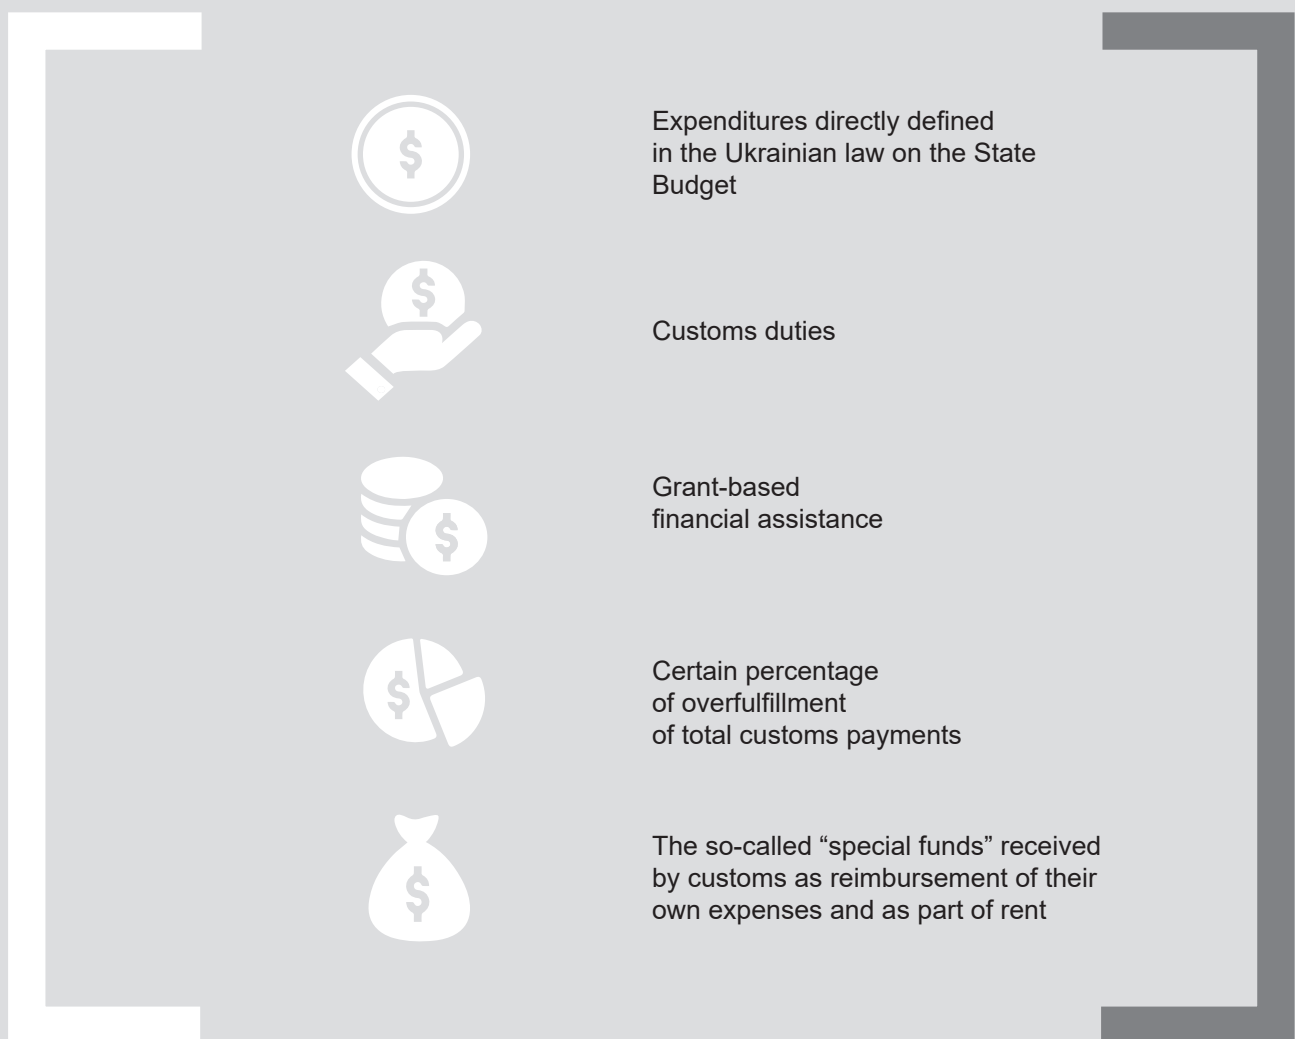 $
Expenditures directly defined
in the Ukrainian law on the State
Budget
$
Customs duties
$
Grant-based
financial assistance
$
Certain percentage
of overfulfillment
of total customs payments
$
The so-called “special funds” received
by customs as reimbursement of their
own expenses and as part of rent